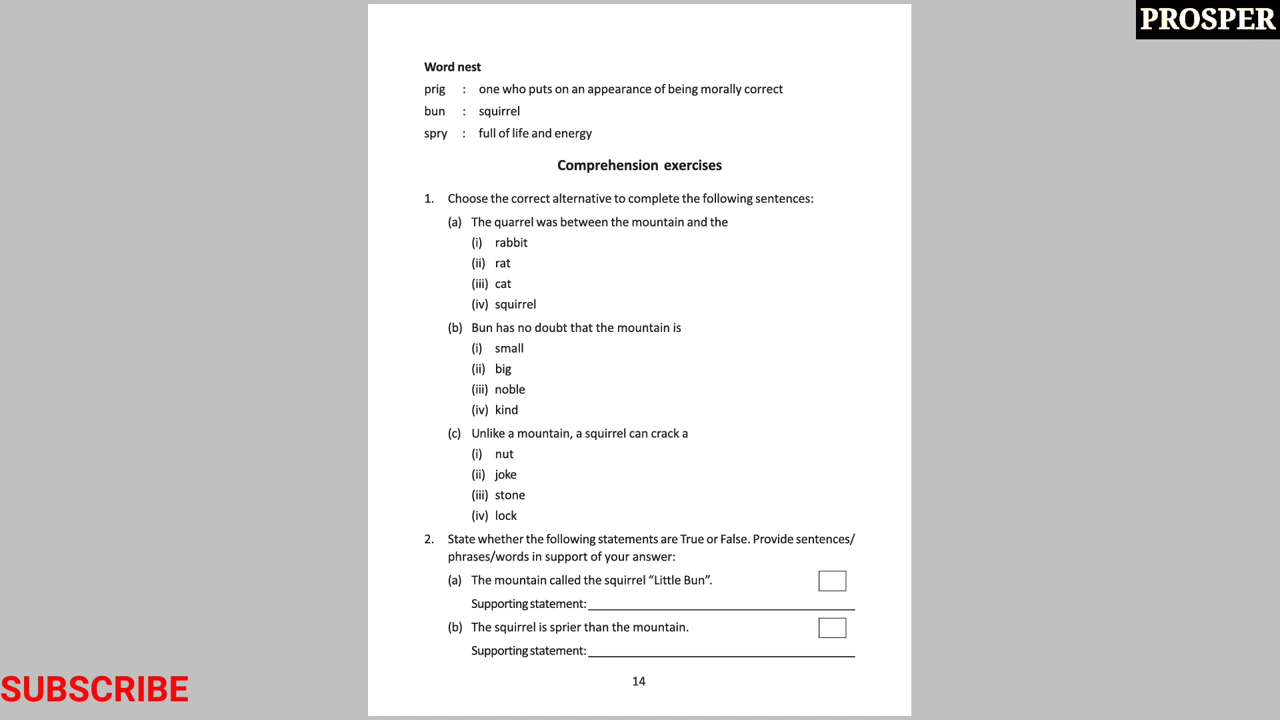 PROSPER
Word nest
prig : one who puts on an appearance of being morally correct
bun : squirrel
spry : full of life and energy
Comprehension exercises
1. Choose the correct alternative to complete the following sentences:
(a) The quarrel was between the mountain and the
(i) rabbit
(ii) rat
(iii) cat
(iv) squirrel
(b) Bun has no doubt that the mountain is
(i) small
(ii) big
(iii) noble
(iv) kind
(c) Unlike a mountain, a squirrel can crack a
(i) nut
(ii) joke
(iii) stone
(iv) lock
2. State whether the following statements are True or False. Provide sentences/
phrases/words in support of your answer:
(a) The mountain called the squirrel “Little Bun”.
Supporting statement:
(b) The squirrel is sprier than the mountain.
Supporting statement:
14
SUBSCRIBE